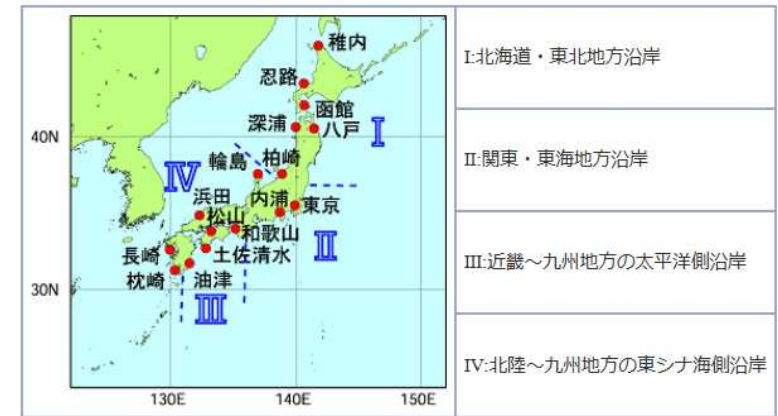 稚内
忍路
函館
深浦
八戸
I
40N
輪島
柏崎
IV
浜田
内浦
東京
松山
和歌山
II
長崎
土佐清水
枕崎
油津
III
30N
130E
140E
150E
I:北海道・東北地方沿岸
II:関東・東海地方沿岸
III:近畿～九州地方の太平洋側沿岸
IV:北陸～九州地方の東シナ海側沿岸